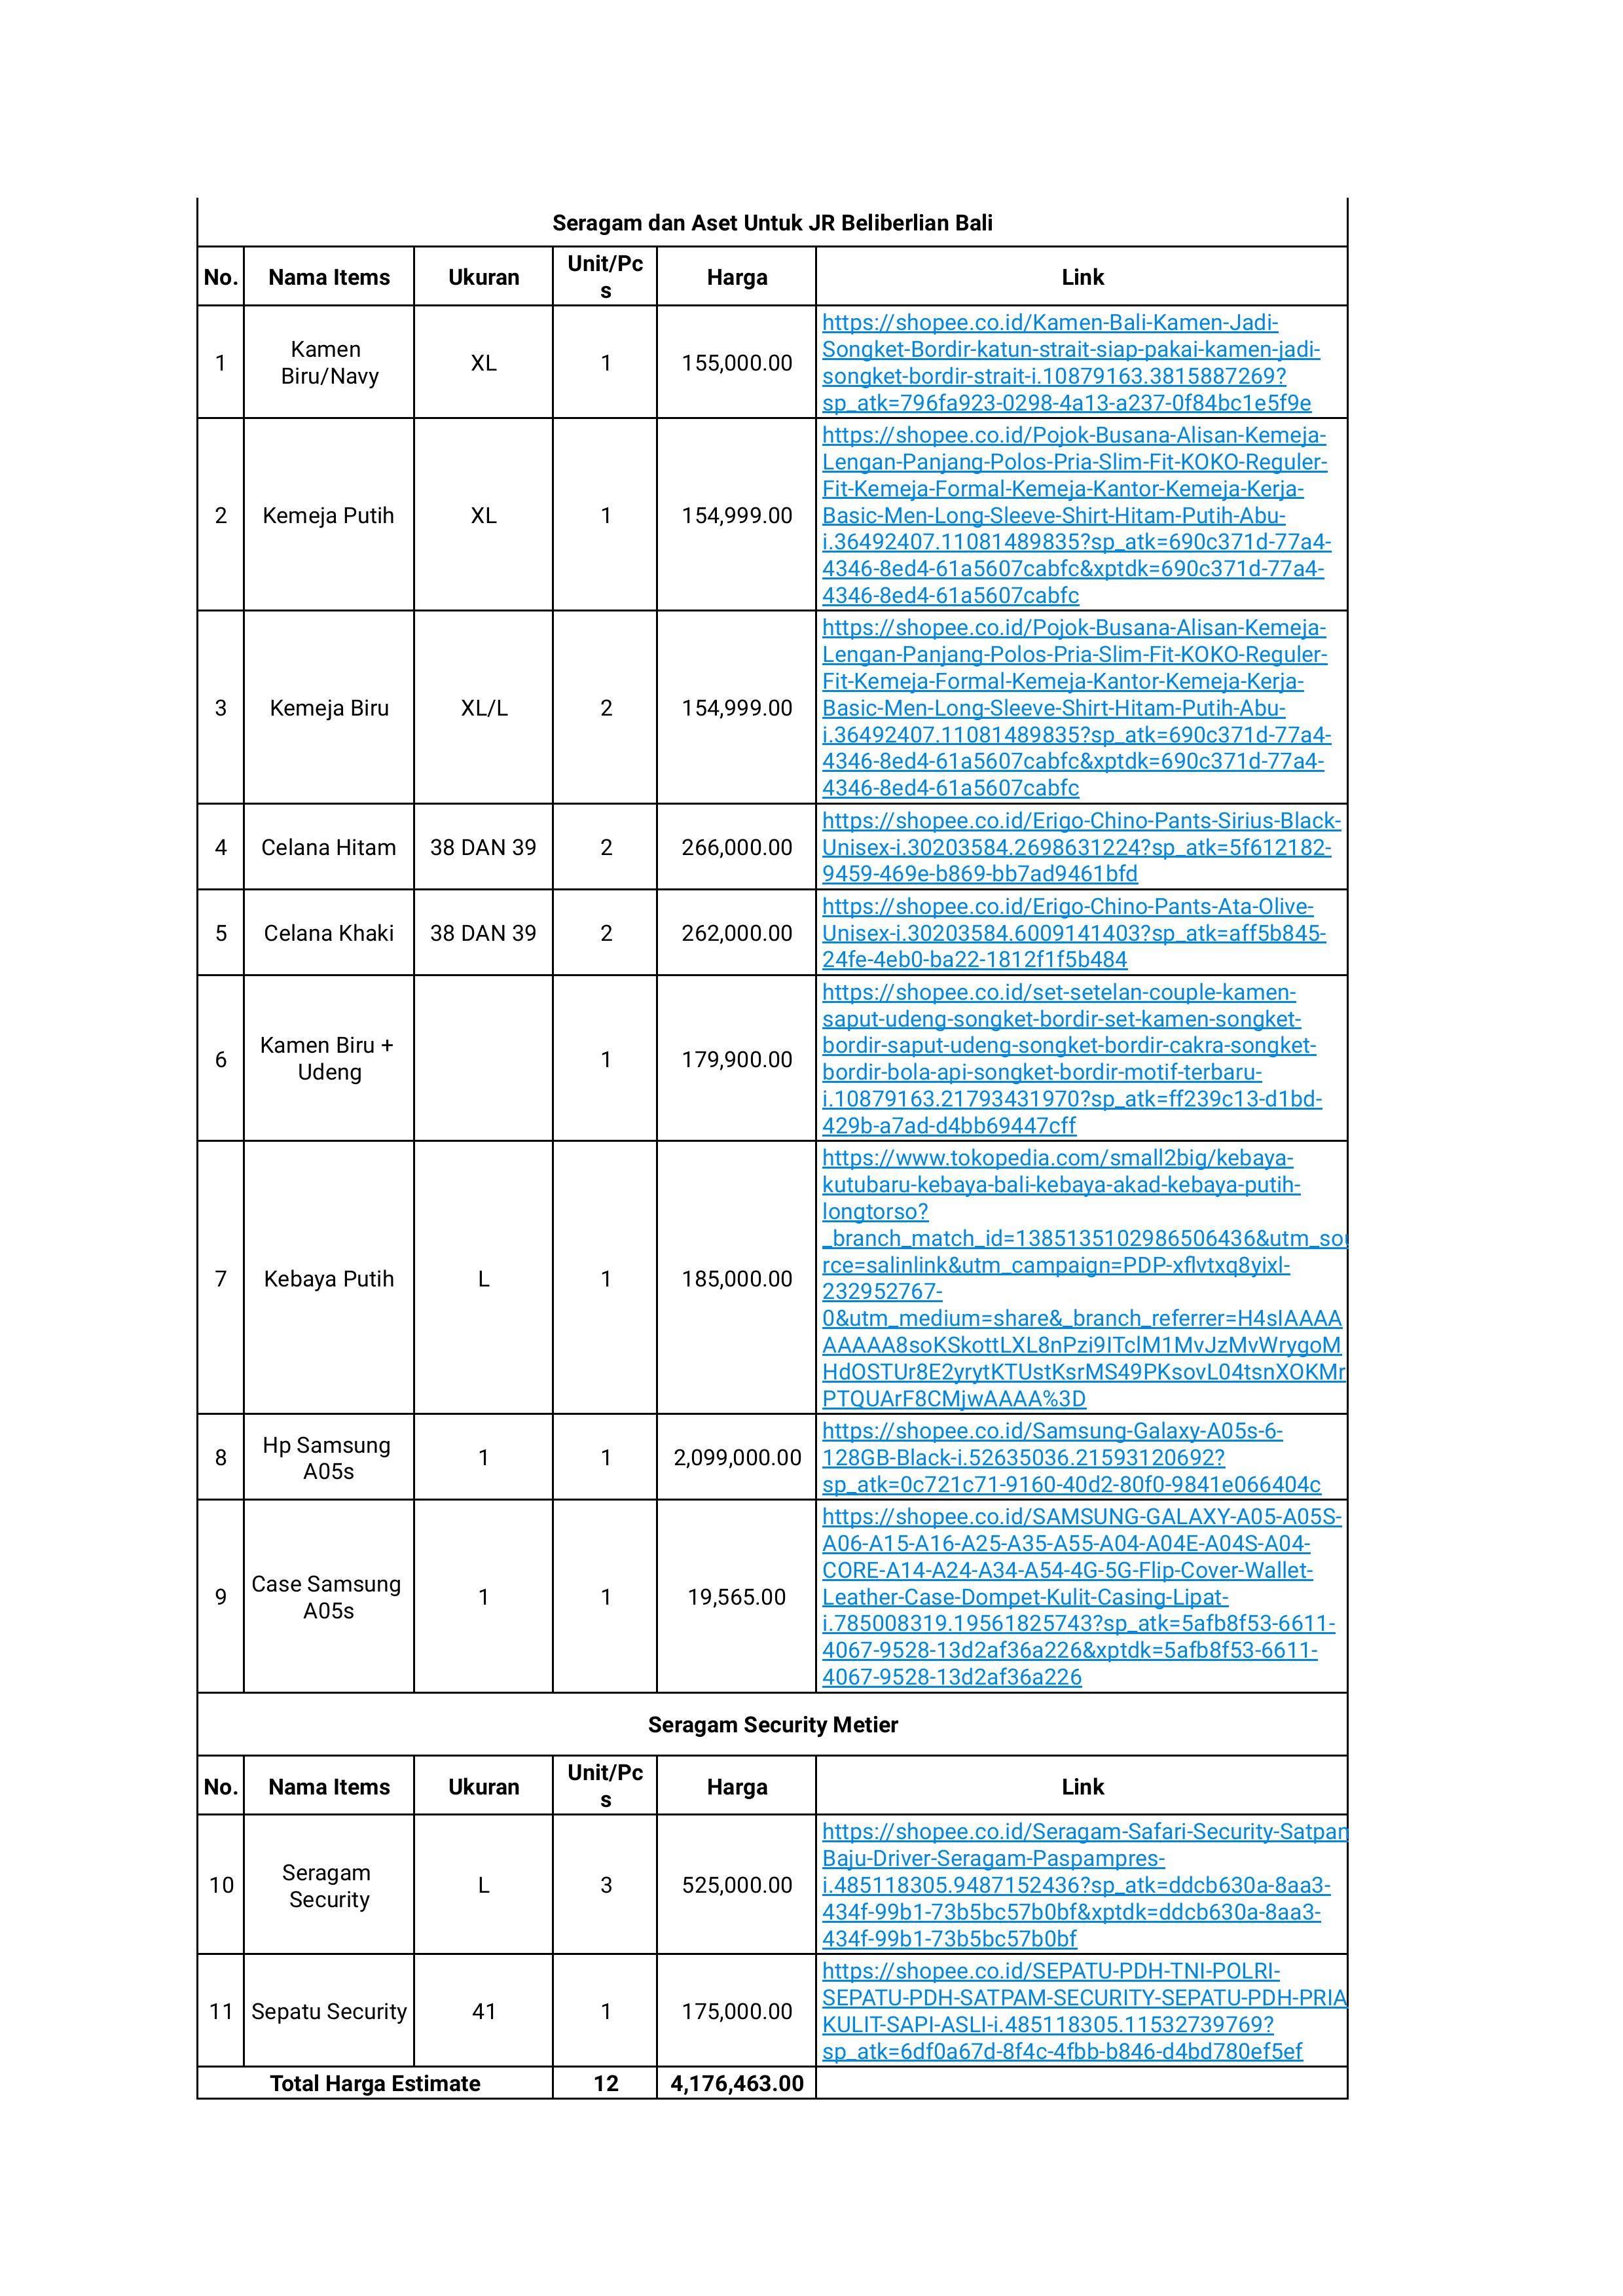 Seragam dan Aset Untuk JR Beliberlian Bali
No. Nama Items Ukuran Unit/Pc s Harga Link
1 Kamen Biru/Navy XL 1 155,000.00
https://shopee.co.id/Kamen-Bali-Kamen-Jadi-
Songket-Bordir-katun-strait-siap-pakai-kamen-jadi-
songket-bordir-strait-i.10879163.3815887269?
sp_atk=796fa923-0298-4a13-a237-0f84bc1e5f9e
2 Kemeja Putih XL 1 154,999.00
https://shopee.co.id/Pojok-Busana-Alisan-Kemeja-
Lengan-Panjang-Polos-Pria-Slim-Fit-KOKO-Reguler-
Fit-Kemeja-Formal-Kemeja-Kantor-Kemeja-Kerja-
Basic-Men-Long-Sleeve-Shirt-Hitam-Putih-Abu-
i.36492407.11081489835?sp_atk=690c371d-77a4-
4346-8ed4-61a5607cabfc&xptdk=690c371d-77a4-
4346-8ed4-61a5607cabfc
3 Kemeja Biru XL/L 2 154,999.00
https://shopee.co.id/Pojok-Busana-Alisan-Kemeja-
Lengan-Panjang-Polos-Pria-Slim-Fit-KOKO-Reguler-
Fit-Kemeja-Formal-Kemeja-Kantor-Kemeja-Kerja-
Basic-Men-Long-Sleeve-Shirt-Hitam-Putih-Abu-
i.36492407.11081489835?sp_atk=690c371d-77a4-
4346-8ed4-61a5607cabfc&xptdk=690c371d-77a4-
4346-8ed4-61a5607cabfc
4 Celana Hitam 38 DAN 39 2 266,000.00
https://shopee.co.id/Erigo-Chino-Pants-Sirius-Black-
Unisex-i.30203584.2698631224?sp_atk=5f612182-
9459-469e-b869-bb7ad9461bfd
5 Celana Khaki 38 DAN 39 2 262,000.00
https://shopee.co.id/Erigo-Chino-Pants-Ata-Olive-
Unisex-i.30203584.6009141403?sp_atk=aff5b845-
24fe-4eb0-ba22-1812f1f5b484
6 Kamen Biru + Udeng 1 179,900.00
https://shopee.co.id/set-setelan-couple-kamen-
saput-udeng-songket-bordir-set-kamen-songket-
bordir-saput-udeng-songket-bordir-cakra-songket-
bordir-bola-api-songket-bordir-motif-terbaru-
i.10879163.21793431970?sp_atk=ff239c13-d1bd-
429b-a7ad-d4bb69447cff
7 Kebaya Putih L 1 185,000.00
https://www.tokopedia.com/small2big/kebaya-
kutubaru-kebaya-bali-kebaya-akad-kebaya-putih-
longtorso?
_branch_match_id=1385135102986506436&utm_sou
rce=salinlink&utm_campaign=PDP-xflvtxq8yixl-
232952767-
0&utm_medium=share&_branch_referrer=H4sIAAAA
AAAAA8soKSkottLXL8nPzi9ITclM1MvJzMvWrygoM
HdOSTUr8E2yrytKTUstKsrMS49PKsovL04tsnXOKMr
PTQUArF8CMjwAAAA%3D
8 Hp Samsung A05s 1 1 2,099,000.00
https://shopee.co.id/Samsung-Galaxy-A05s-6-
128GB-Black-i.52635036.21593120692?
sp_atk=0c721c71-9160-40d2-80f0-9841e066404c
9 Case Samsung A05s 1 1 19,565.00
https://shopee.co.id/SAMSUNG-GALAXY-A05-A05S-
A06-A15-A16-A25-A35-A55-A04-A04E-A04S-A04-
CORE-A14-A24-A34-A54-4G-5G-Flip-Cover-Wallet-
Leather-Case-Dompet-Kulit-Casing-Lipat-
i.785008319.19561825743?sp_atk=5afb8f53-6611-
4067-9528-13d2af36a226&xptdk=5afb8f53-6611-
4067-9528-13d2af36a226
Seragam Security Metier
No. Nama Items Ukuran Unit/Pc s Harga Link
10 Seragam Security L 3 525,000.00
https://shopee.co.id/Seragam-Safari-Security-Satpam
Baju-Driver-Seragam-Paspampres-
i.485118305.9487152436?sp_atk=ddcb630a-8aa3-
434f-99b1-73b5bc57b0bf&xptdk=ddcb630a-8aa3-
434f-99b1-73b5bc57b0bf
11 Sepatu Security 41 1 175,000.00
https://shopee.co.id/SEPATU-PDH-TNI-POLRI-
SEPATU-PDH-SATPAM-SECURITY-SEPATU-PDH-PRIA
KULIT-SAPI-ASLI-i.485118305.11532739769?
sp_atk=6df0a67d-8f4c-4fbb-b846-d4bd780ef5ef
Total Harga Estimate 12 4,176,463.00